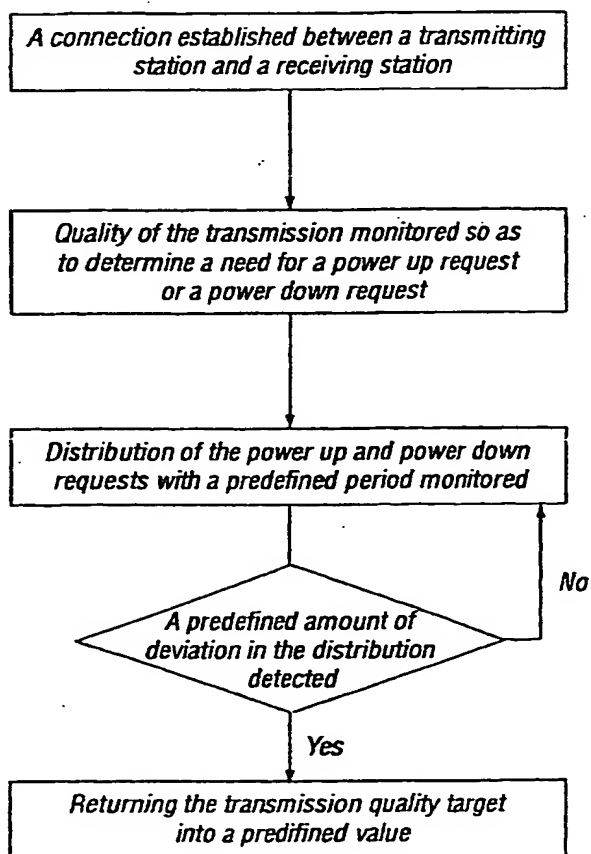 A connection established between a transmitting
station and a receiving station
Quality of the transmission monitored so as
to determine a need for a power up request
or a power down request
Distribution of the power up and power down
requests with a predefined period monitored
No
A predefined amount of
deviation in the distribution
detected
Yes
Returning the transmission quality target
into a predifined value